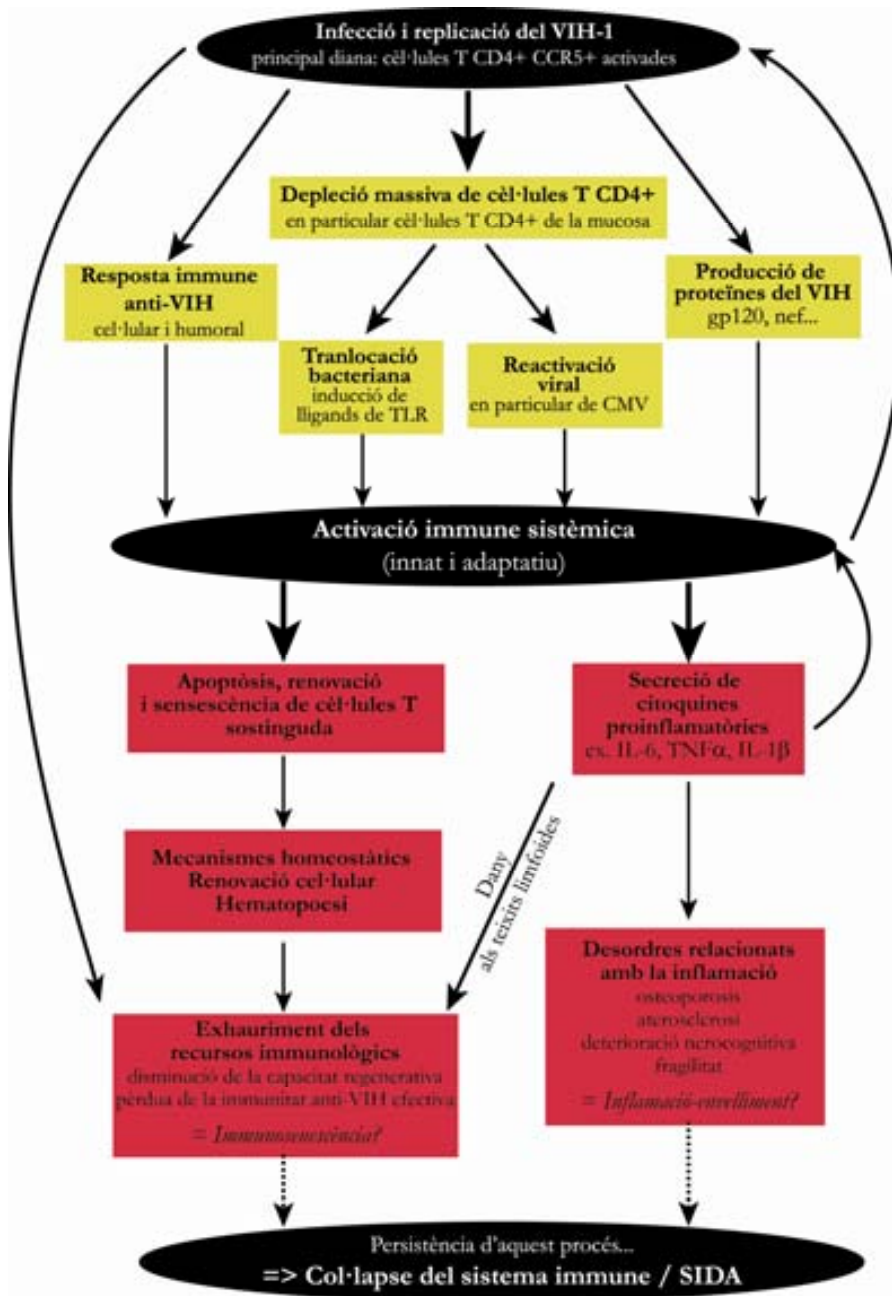 Infecció i replicació del VIH-1
principal diana: cèl·lules T CD4+ CCR5+ activades
Depleció massiva de cèl·lules T CD4+
en particular cèl·lules T CD4+ de la mucosa
Resposta immune
anti-VIH
cel·lular i humoral
Producció de
proteïnes del VIH
gp120, nef...
Tranlocació
bacteriana
inducció de
lligands de TLR
Reactivació
viral
en particular de CMV
Activació immune sistèmica
(innat i adaptatiu)
Apoptòsis, renovació
i sensescència de cèl·lules T
sostinguda
Secreció de
citoquines
proinflamatòries
ex. IL-6, TNFα, IL-1β
Mecanismes homeostàtics
Renovació cel·lular
Hematopoesi
Dany
als teixits limfoides
Desordres relacionats
amb la inflamació
osteoporosis
aterosclerosi
deterioració nerocognitiva
fragilitat
= Inflamació-envelliment?
Exhauriment dels
recursos immunològics
disminució de la capacitat regenerativa
pèrdua de la immunitat anti-VIH efectiva
= Immunosenescència?
Persistència d'aquest procés...
=> Col·lapse del sistema immune / SIDA